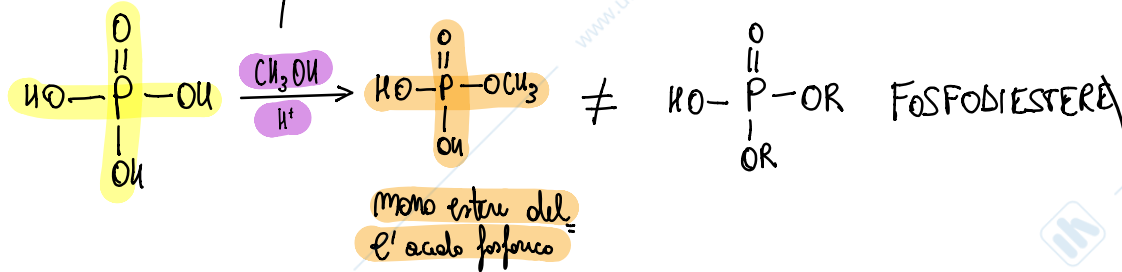 O O O
HO—P—OH CH₃OH HO—P—OCH₃ ≠ HO—P—OR FOSFODIESTERE
H⁺
OH OH OR
mono estere del
l'acido fosforico